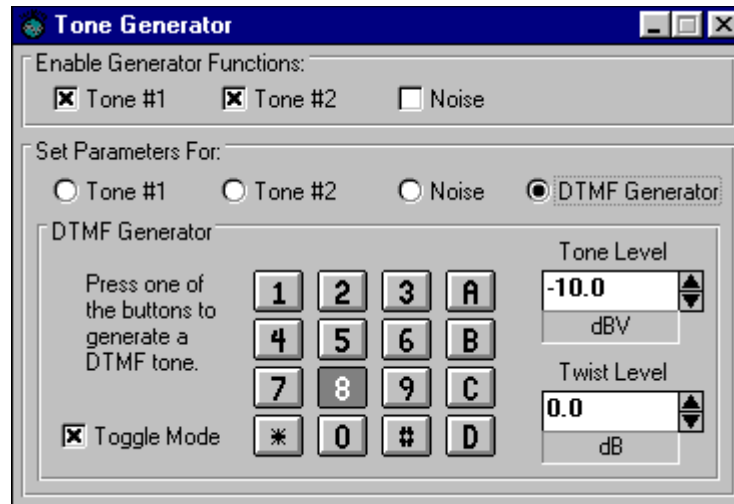 Tone Generator
Enable Generator Functions:
Tone #1 Tone #2 Noise
Set Parameters For:
Tone #1 Tone #2 Noise DTMF Generator
DTMF Generator
Press one of
the buttons to
generate a
DTMF tone.
Toggle Mode
1 2 3 A
4 5 6 B
7 8 9 C
* 0 # D
Tone Level
-10.0
dBV
Twist Level
0.0
dB